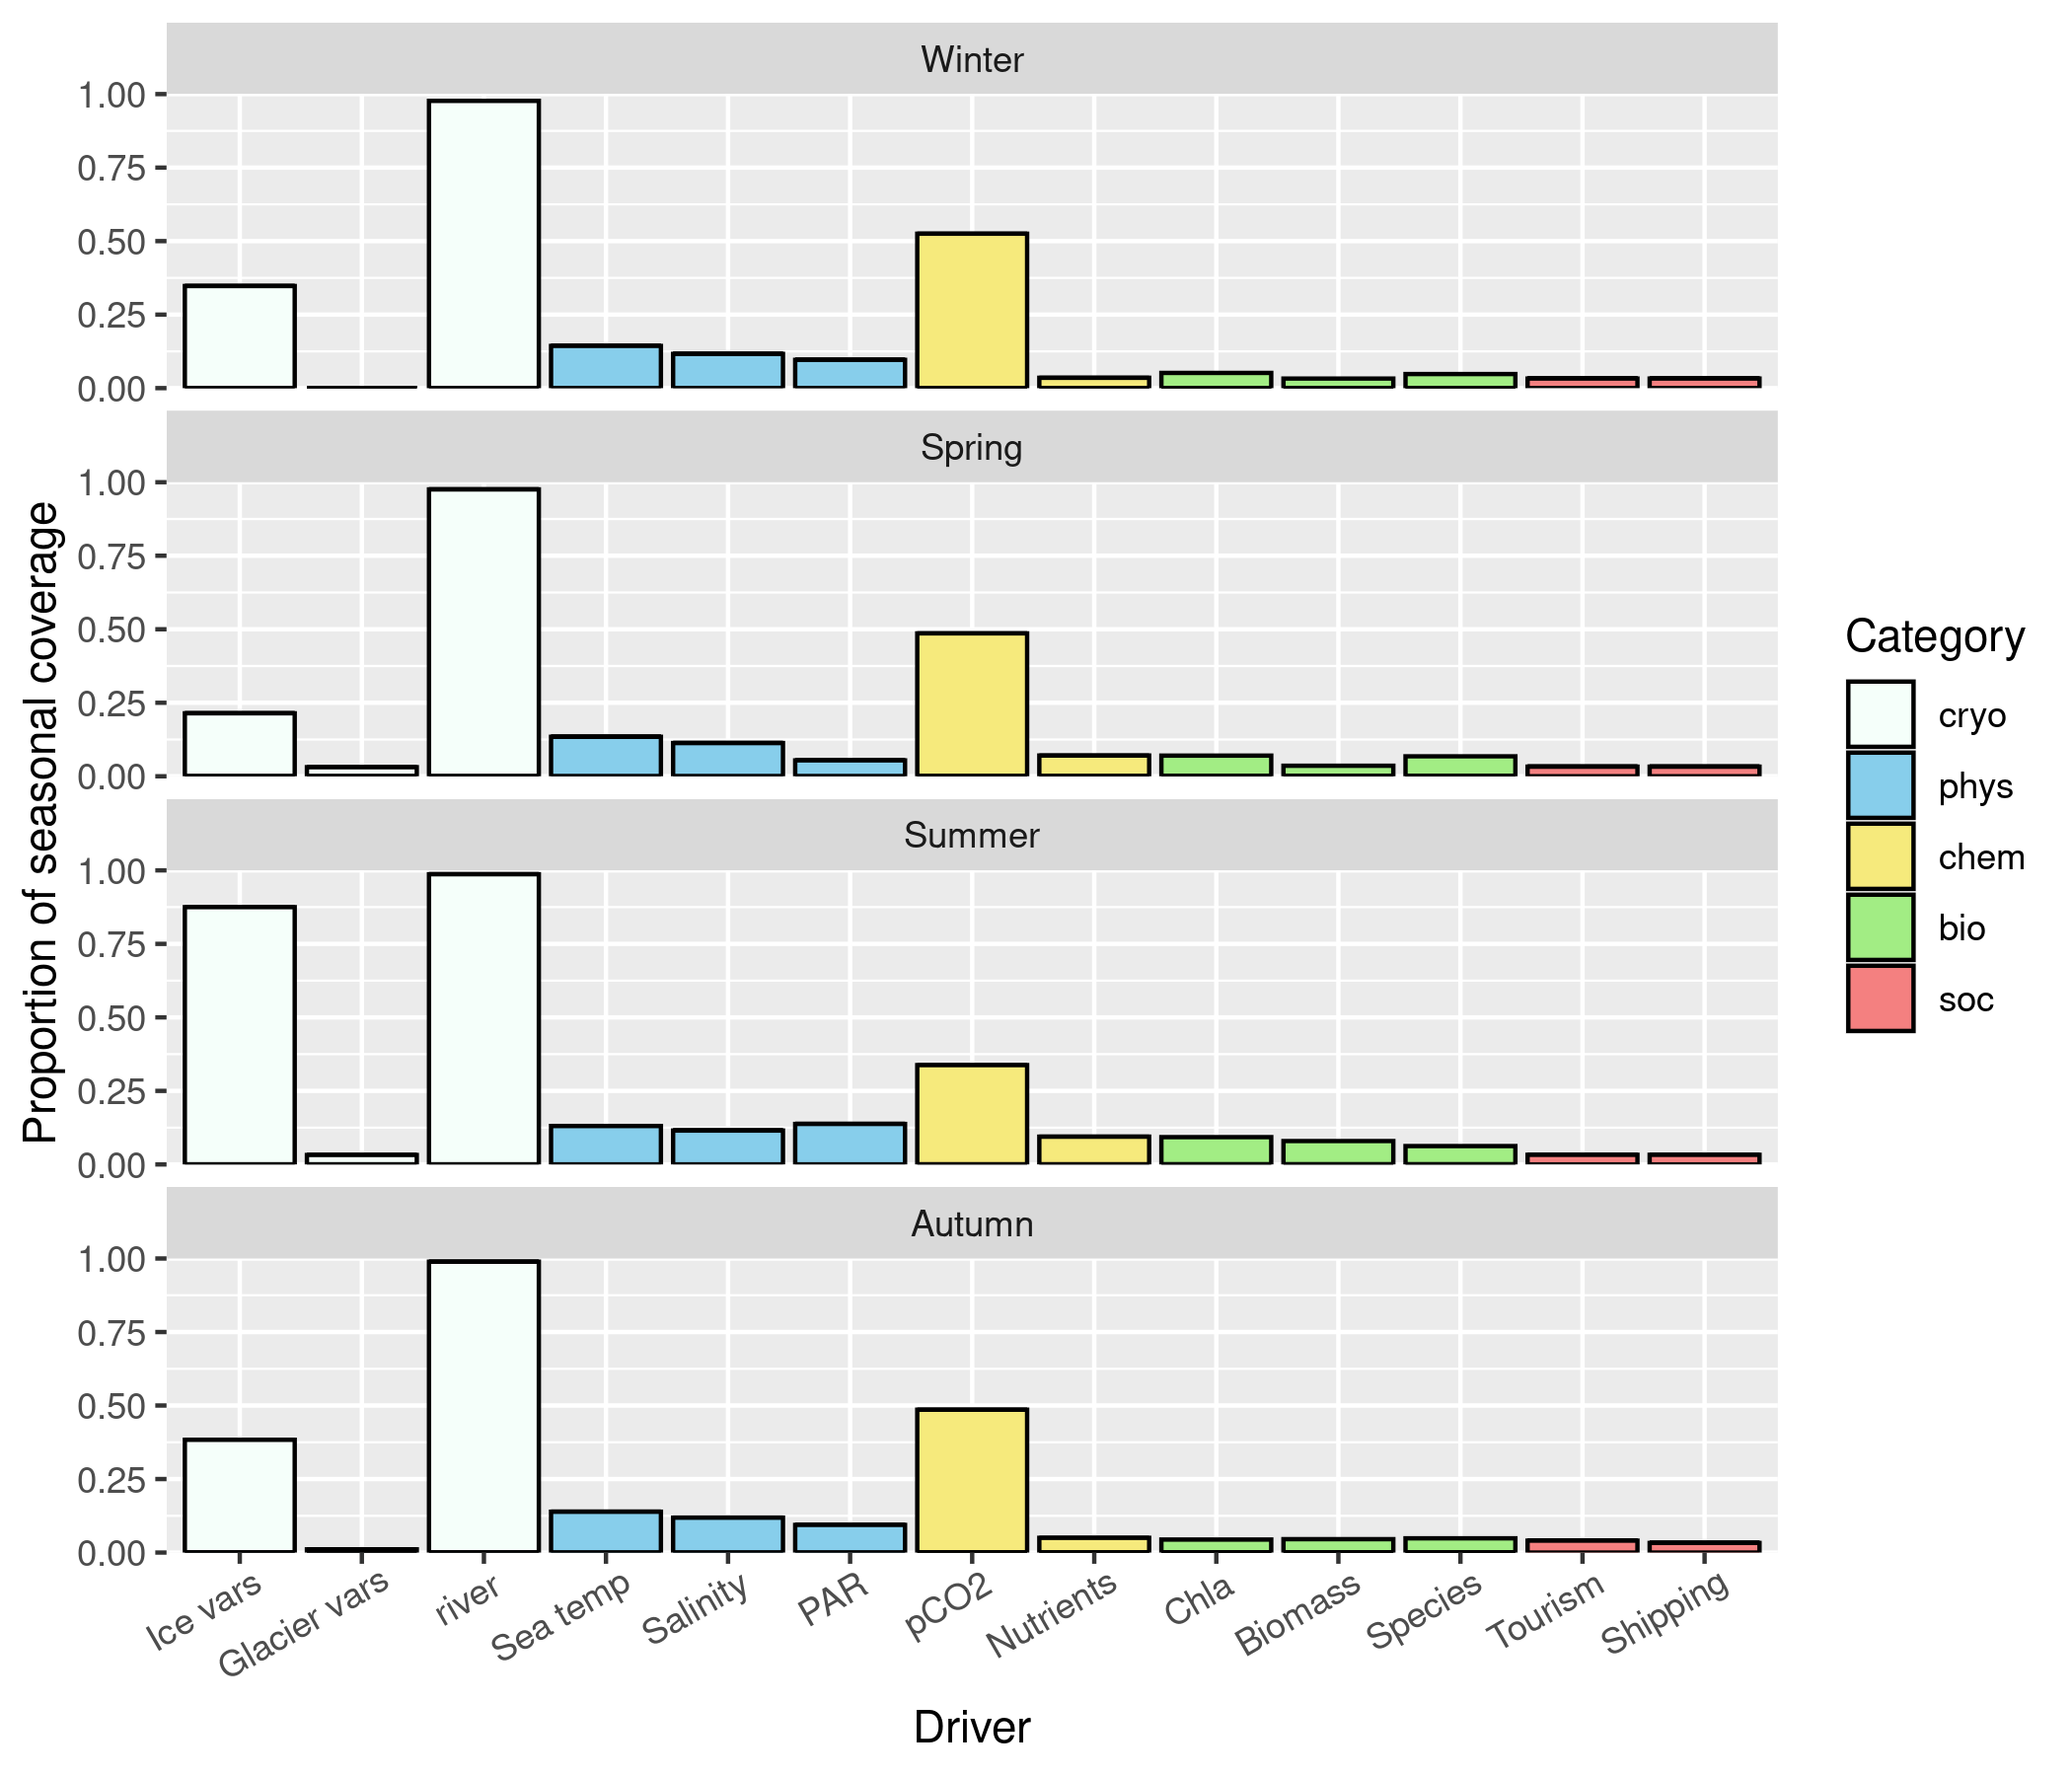 Winter
1.00
0.75
0.50
0.25
0.00
Spring
1.00
0.75
0.50
0.25
0.00
Summer
1.00
0.75
0.50
0.25
0.00
Autumn
1.00
0.75
0.50
0.25
0.00
Proportion of seasonal coverage
Ice vars
Glacier vars
river
Sea temp
Salinity
PAR
pCO2
Nutrients
Chla
Biomass
Species
Tourism
Shipping
Driver
Category
cryo
phys
chem
bio
soc